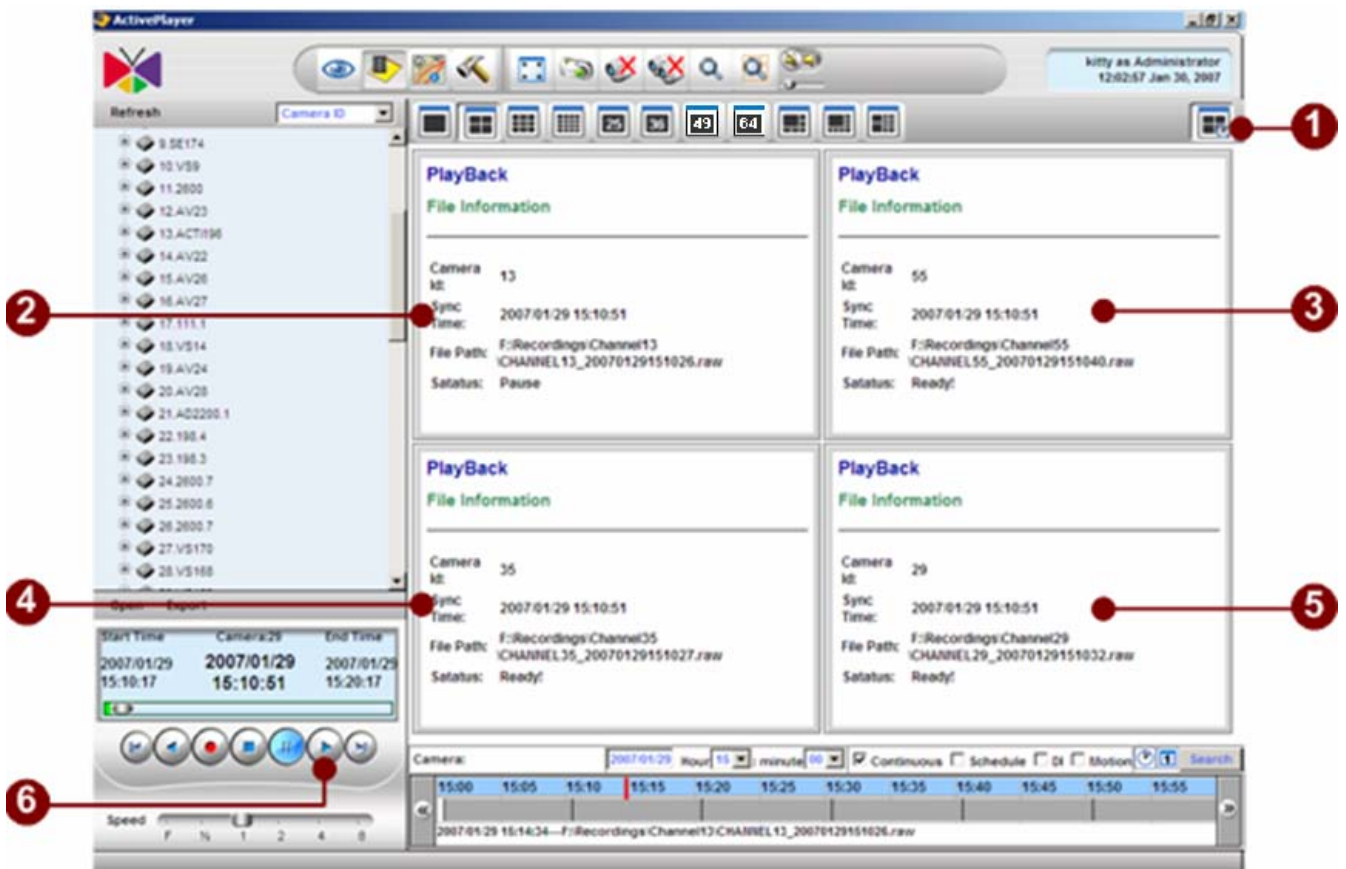 ActivePlayer
kitty as Administrator
12:02:57 Jan 30, 2007
Refresh
Camera ID
25
36
49
64
1
9.SE174
10.VS9
11.2600
12.AV23
13.ACTI198
14.AV22
15.AV26
16.AV27
17.111.1
18.VS14
19.AV24
20.AV28
21.AD2200.1
22.198.4
23.198.3
24.2600.7
25.2600.6
26.2600.7
27.VS170
28.VS168
PlayBack
File Information
Camera Id: 13
Sync Time: 2007/01/29 15:10:51
File Path: F:\Recordings\Channel13
\CHANNEL13_20070129151026.raw
Satatus: Pause
2
PlayBack
File Information
Camera Id: 55
Sync Time: 2007/01/29 15:10:51
File Path: F:\Recordings\Channel55
\CHANNEL55_20070129151040.raw
Satatus: Ready!
3
PlayBack
File Information
Camera Id: 35
Sync Time: 2007/01/29 15:10:51
File Path: F:\Recordings\Channel35
\CHANNEL35_20070129151027.raw
Satatus: Ready!
4
PlayBack
File Information
Camera Id: 29
Sync Time: 2007/01/29 15:10:51
File Path: F:\Recordings\Channel29
\CHANNEL29_20070129151032.raw
Satatus: Ready!
5
Open Export
Start Time Camera:29 End Time
2007/01/29 2007/01/29 2007/01/29
15:10:17 15:10:51 15:20:17
6
Speed
F ½ 1 2 4 8
Camera: 2007/01/29 Hour 15 : minute 00 Continuous Schedule DI Motion 1 Search
15:00 15:05 15:10 15:15 15:20 15:25 15:30 15:35 15:40 15:45 15:50 15:55
2007/01/29 15:14:34---F:\Recordings\Channel13\CHANNEL13_20070129151026.raw